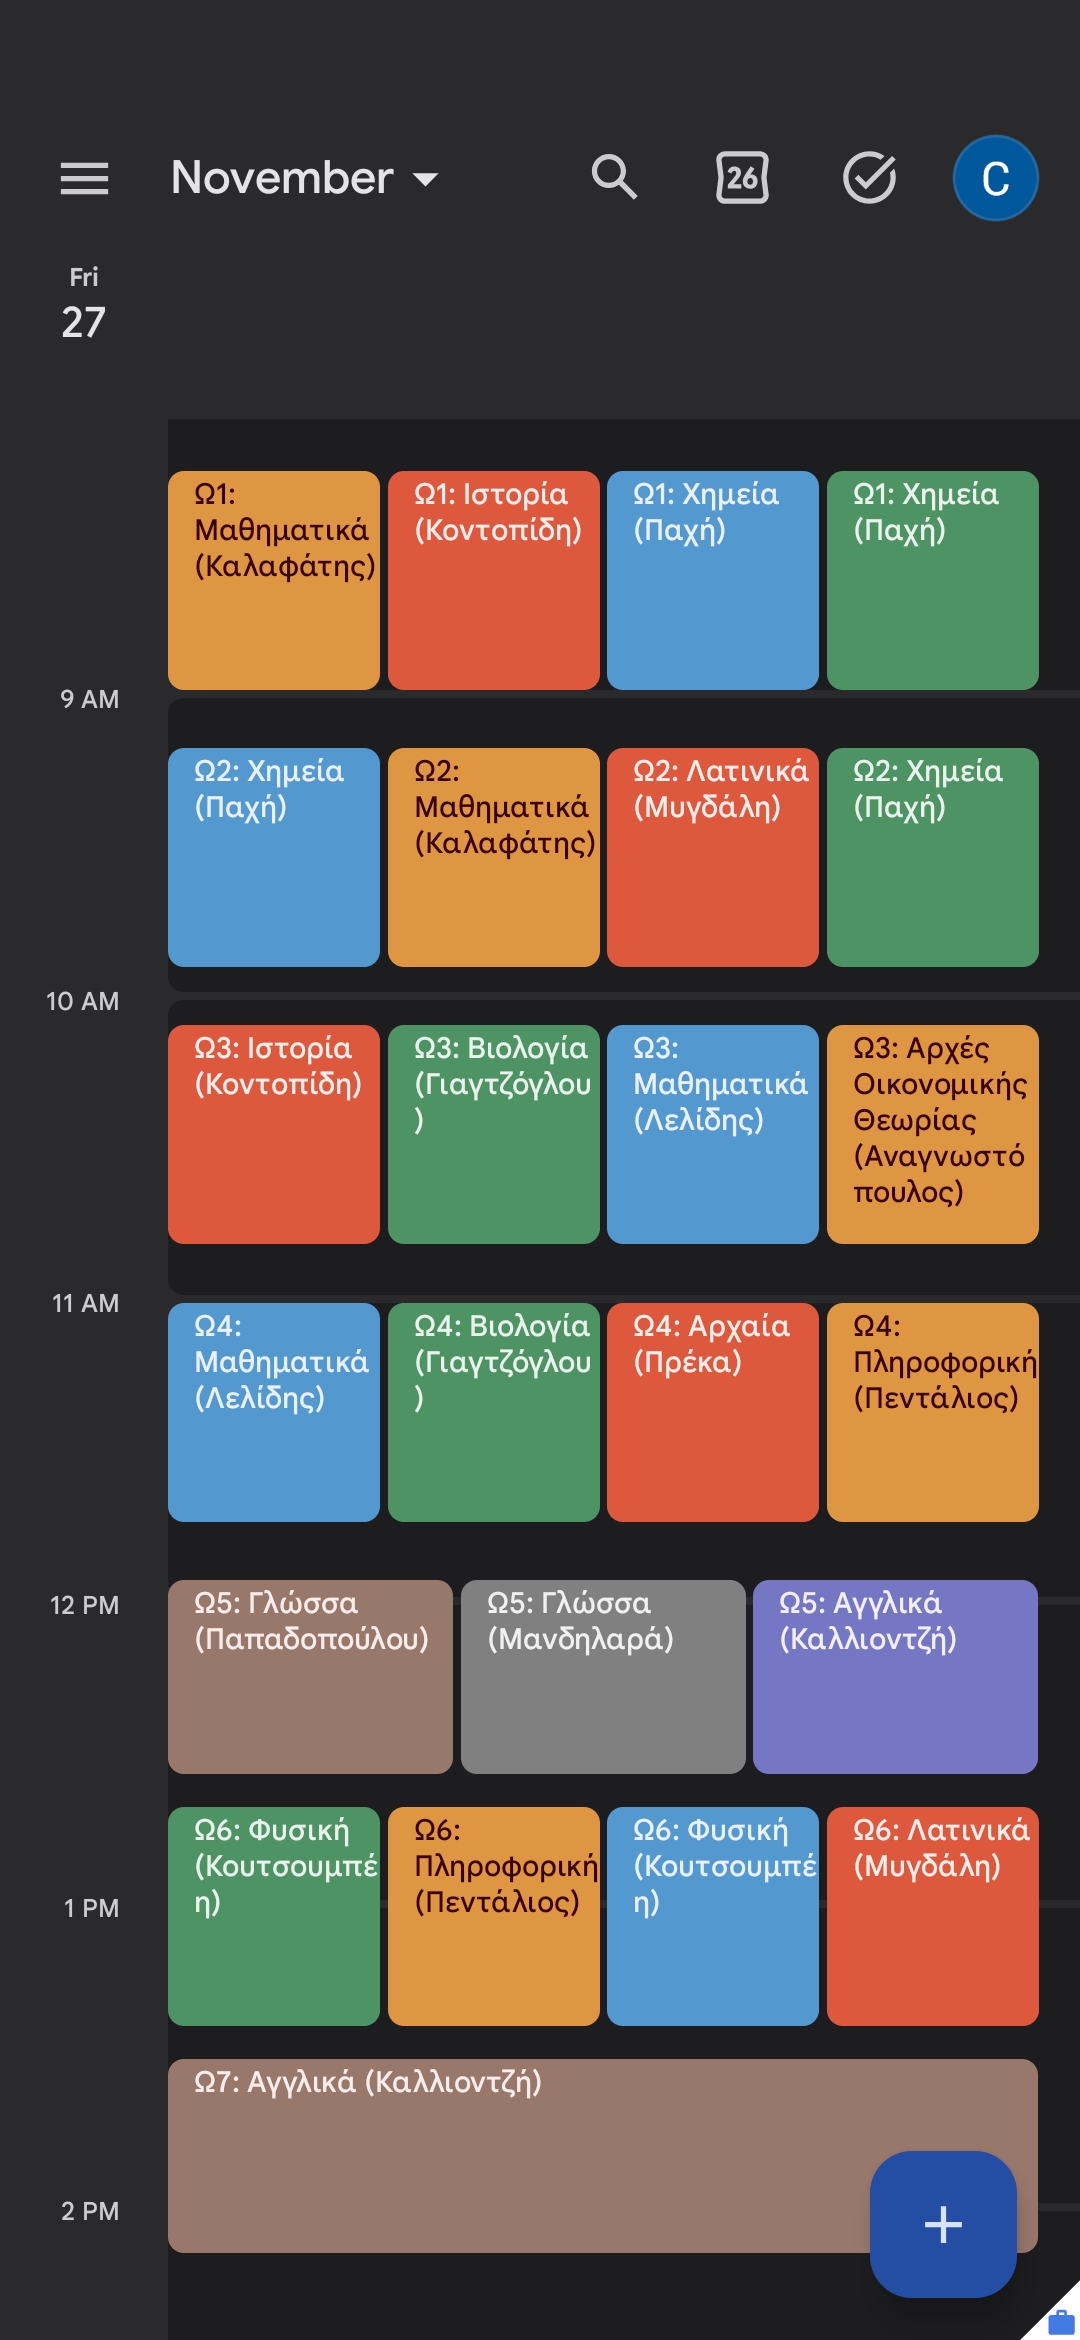 November
26
C
Fri
27
Ω1:
Μαθηματικά
(Καλαφάτης)
Ω1: Ιστορία
(Κοντοπίδη)
Ω1: Χημεία
(Παχή)
Ω1: Χημεία
(Παχή)
9 AM
Ω2: Χημεία
(Παχή)
Ω2:
Μαθηματικά
(Καλαφάτης)
Ω2: Λατινικά
(Μυγδάλη)
Ω2: Χημεία
(Παχή)
10 AM
Ω3: Ιστορία
(Κοντοπίδη)
Ω3: Βιολογία
(Γιαγτζόγλου
)
Ω3:
Μαθηματικά
(Λελίδης)
Ω3: Αρχές
Οικονομικής
Θεωρίας
(Αναγνωστό
πουλος)
11 AM
Ω4:
Μαθηματικά
(Λελίδης)
Ω4: Βιολογία
(Γιαγτζόγλου
)
Ω4: Αρχαία
(Πρέκα)
Ω4:
Πληροφορική
(Πεντάλιος)
12 PM
Ω5: Γλώσσα
(Παπαδοπούλου)
Ω5: Γλώσσα
(Μανδηλαρά)
Ω5: Αγγλικά
(Καλλιοντζή)
Ω6: Φυσική
(Κουτσουμπέ
η)
Ω6:
Πληροφορική
(Πεντάλιος)
Ω6: Φυσική
(Κουτσουμπέ
η)
Ω6: Λατινικά
(Μυγδάλη)
1 PM
Ω7: Αγγλικά (Καλλιοντζή)
2 PM